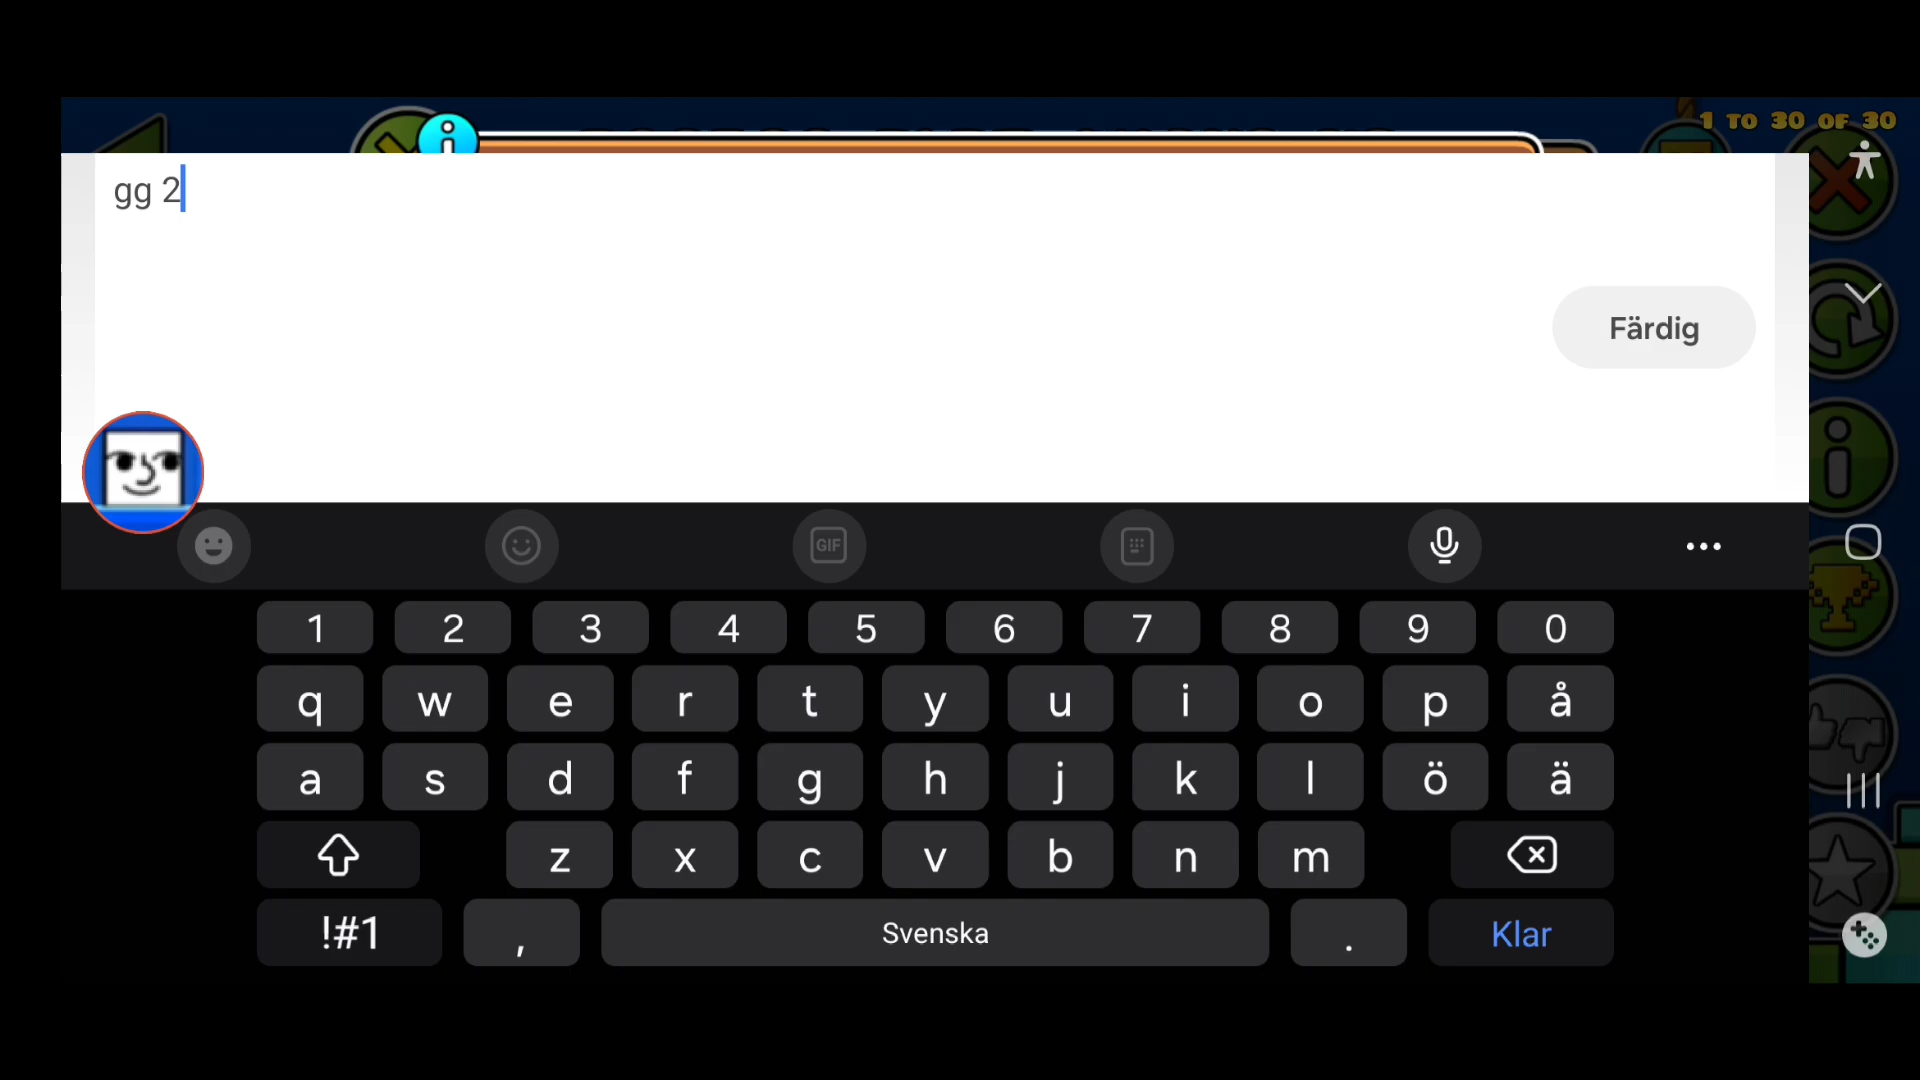 1 TO 30 OF 30
gg 2
Färdig
GIF
1 2 3 4 5 6 7 8 9 0
q w e r t y u i o p å
a s d f g h j k l ö ä
z x c v b n m
!#1 , Svenska . Klar